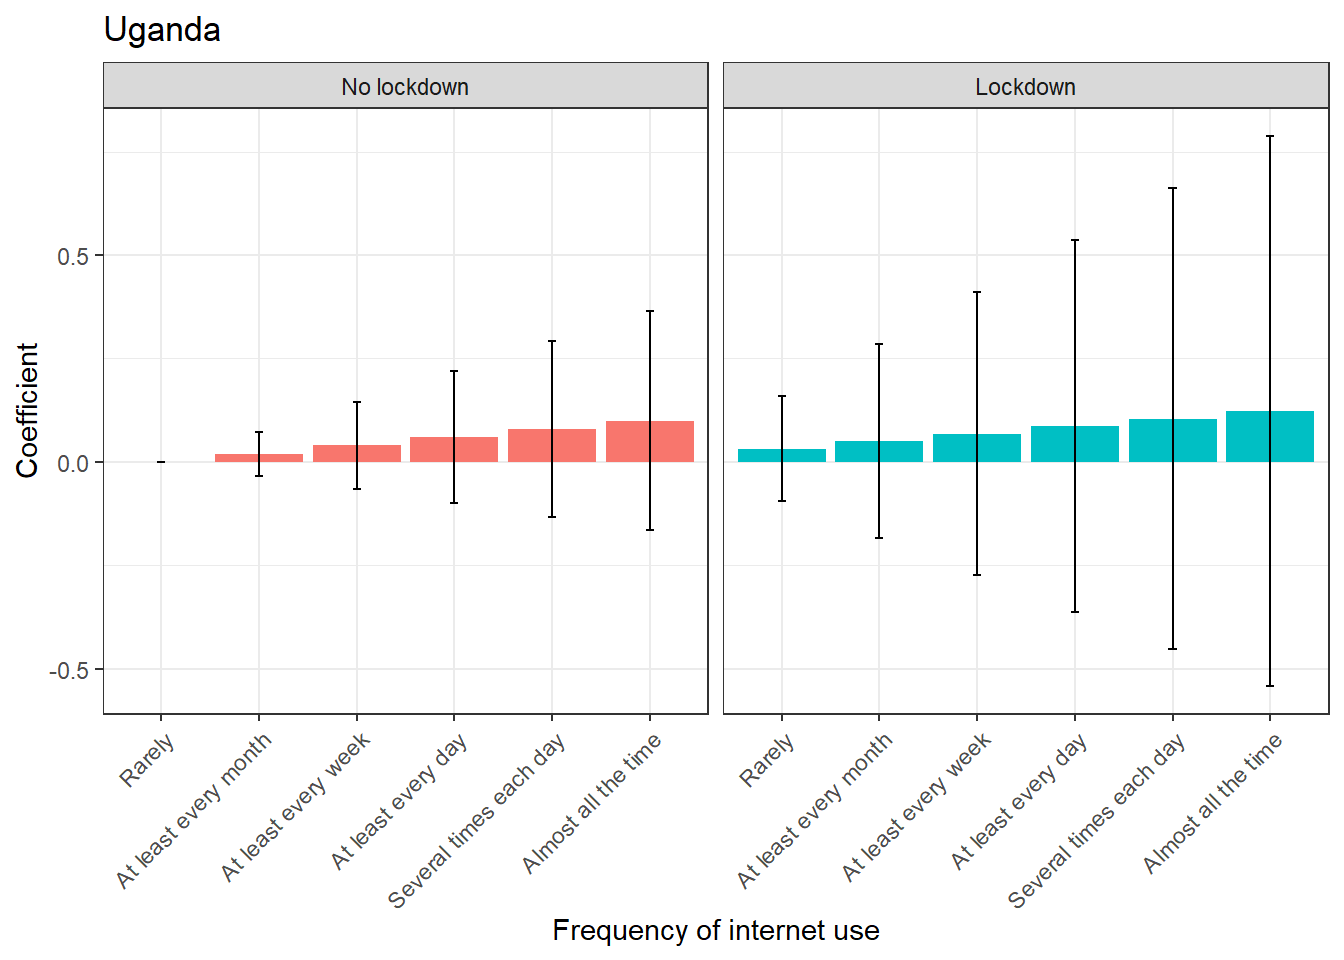 Uganda
No lockdown
Lockdown
Coefficient
0.5
0.0
-0.5
Rarely
At least every month
At least every week
At least every day
Several times each day
Almost all the time
Rarely
At least every month
At least every week
At least every day
Several times each day
Almost all the time
Frequency of internet use